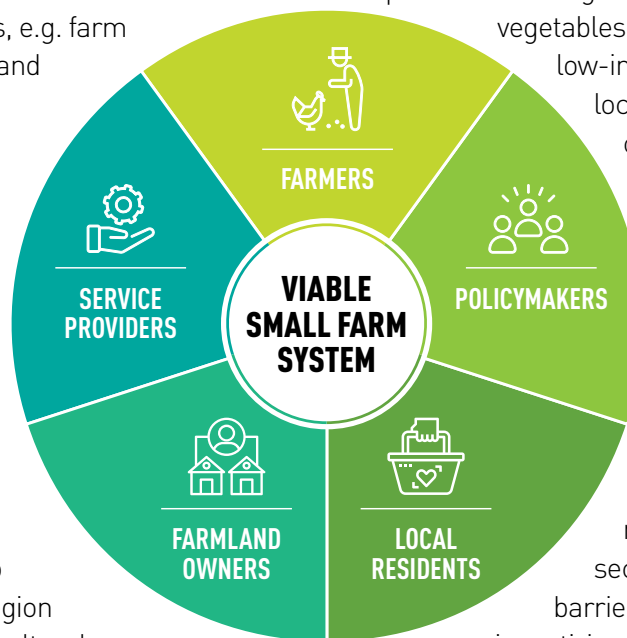 s, e.g. farm
and
vegetables
low-in
loc
FARMERS
SERVICE
PROVIDERS
VIABLE
SMALL FARM
SYSTEM
POLICYMAKERS
FARMLAND
OWNERS
LOCAL
RESIDENTS
gion
sec
barrie